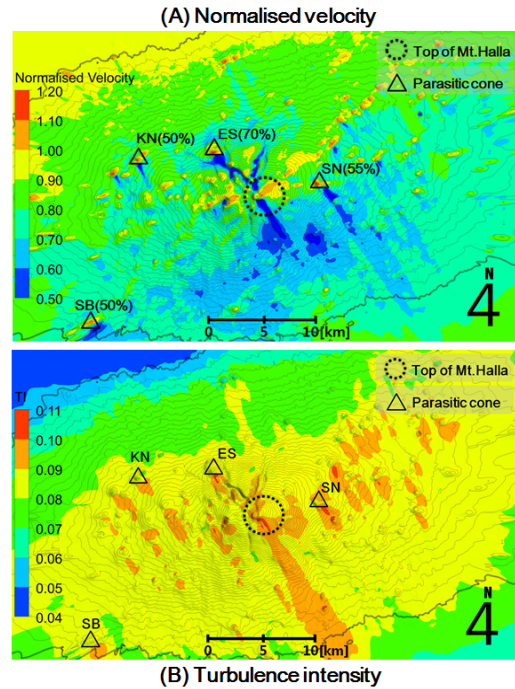 (A) Normalised velocity
Top of Mt.Halla
Parasitic cone
Normalised Velocity
1.20
1.10
1.00
0.90
0.80
0.70
0.60
0.50
KN(50%)
ES(70%)
SN(55%)
SB(50%)
0 5 10[km]
N
4
Top of Mt.Halla
Parasitic cone
TI
0.11
0.10
0.09
0.08
0.07
0.06
0.05
0.04
KN
ES
SN
SB
0 5 10[km]
N
4
(B) Turbulence intensity